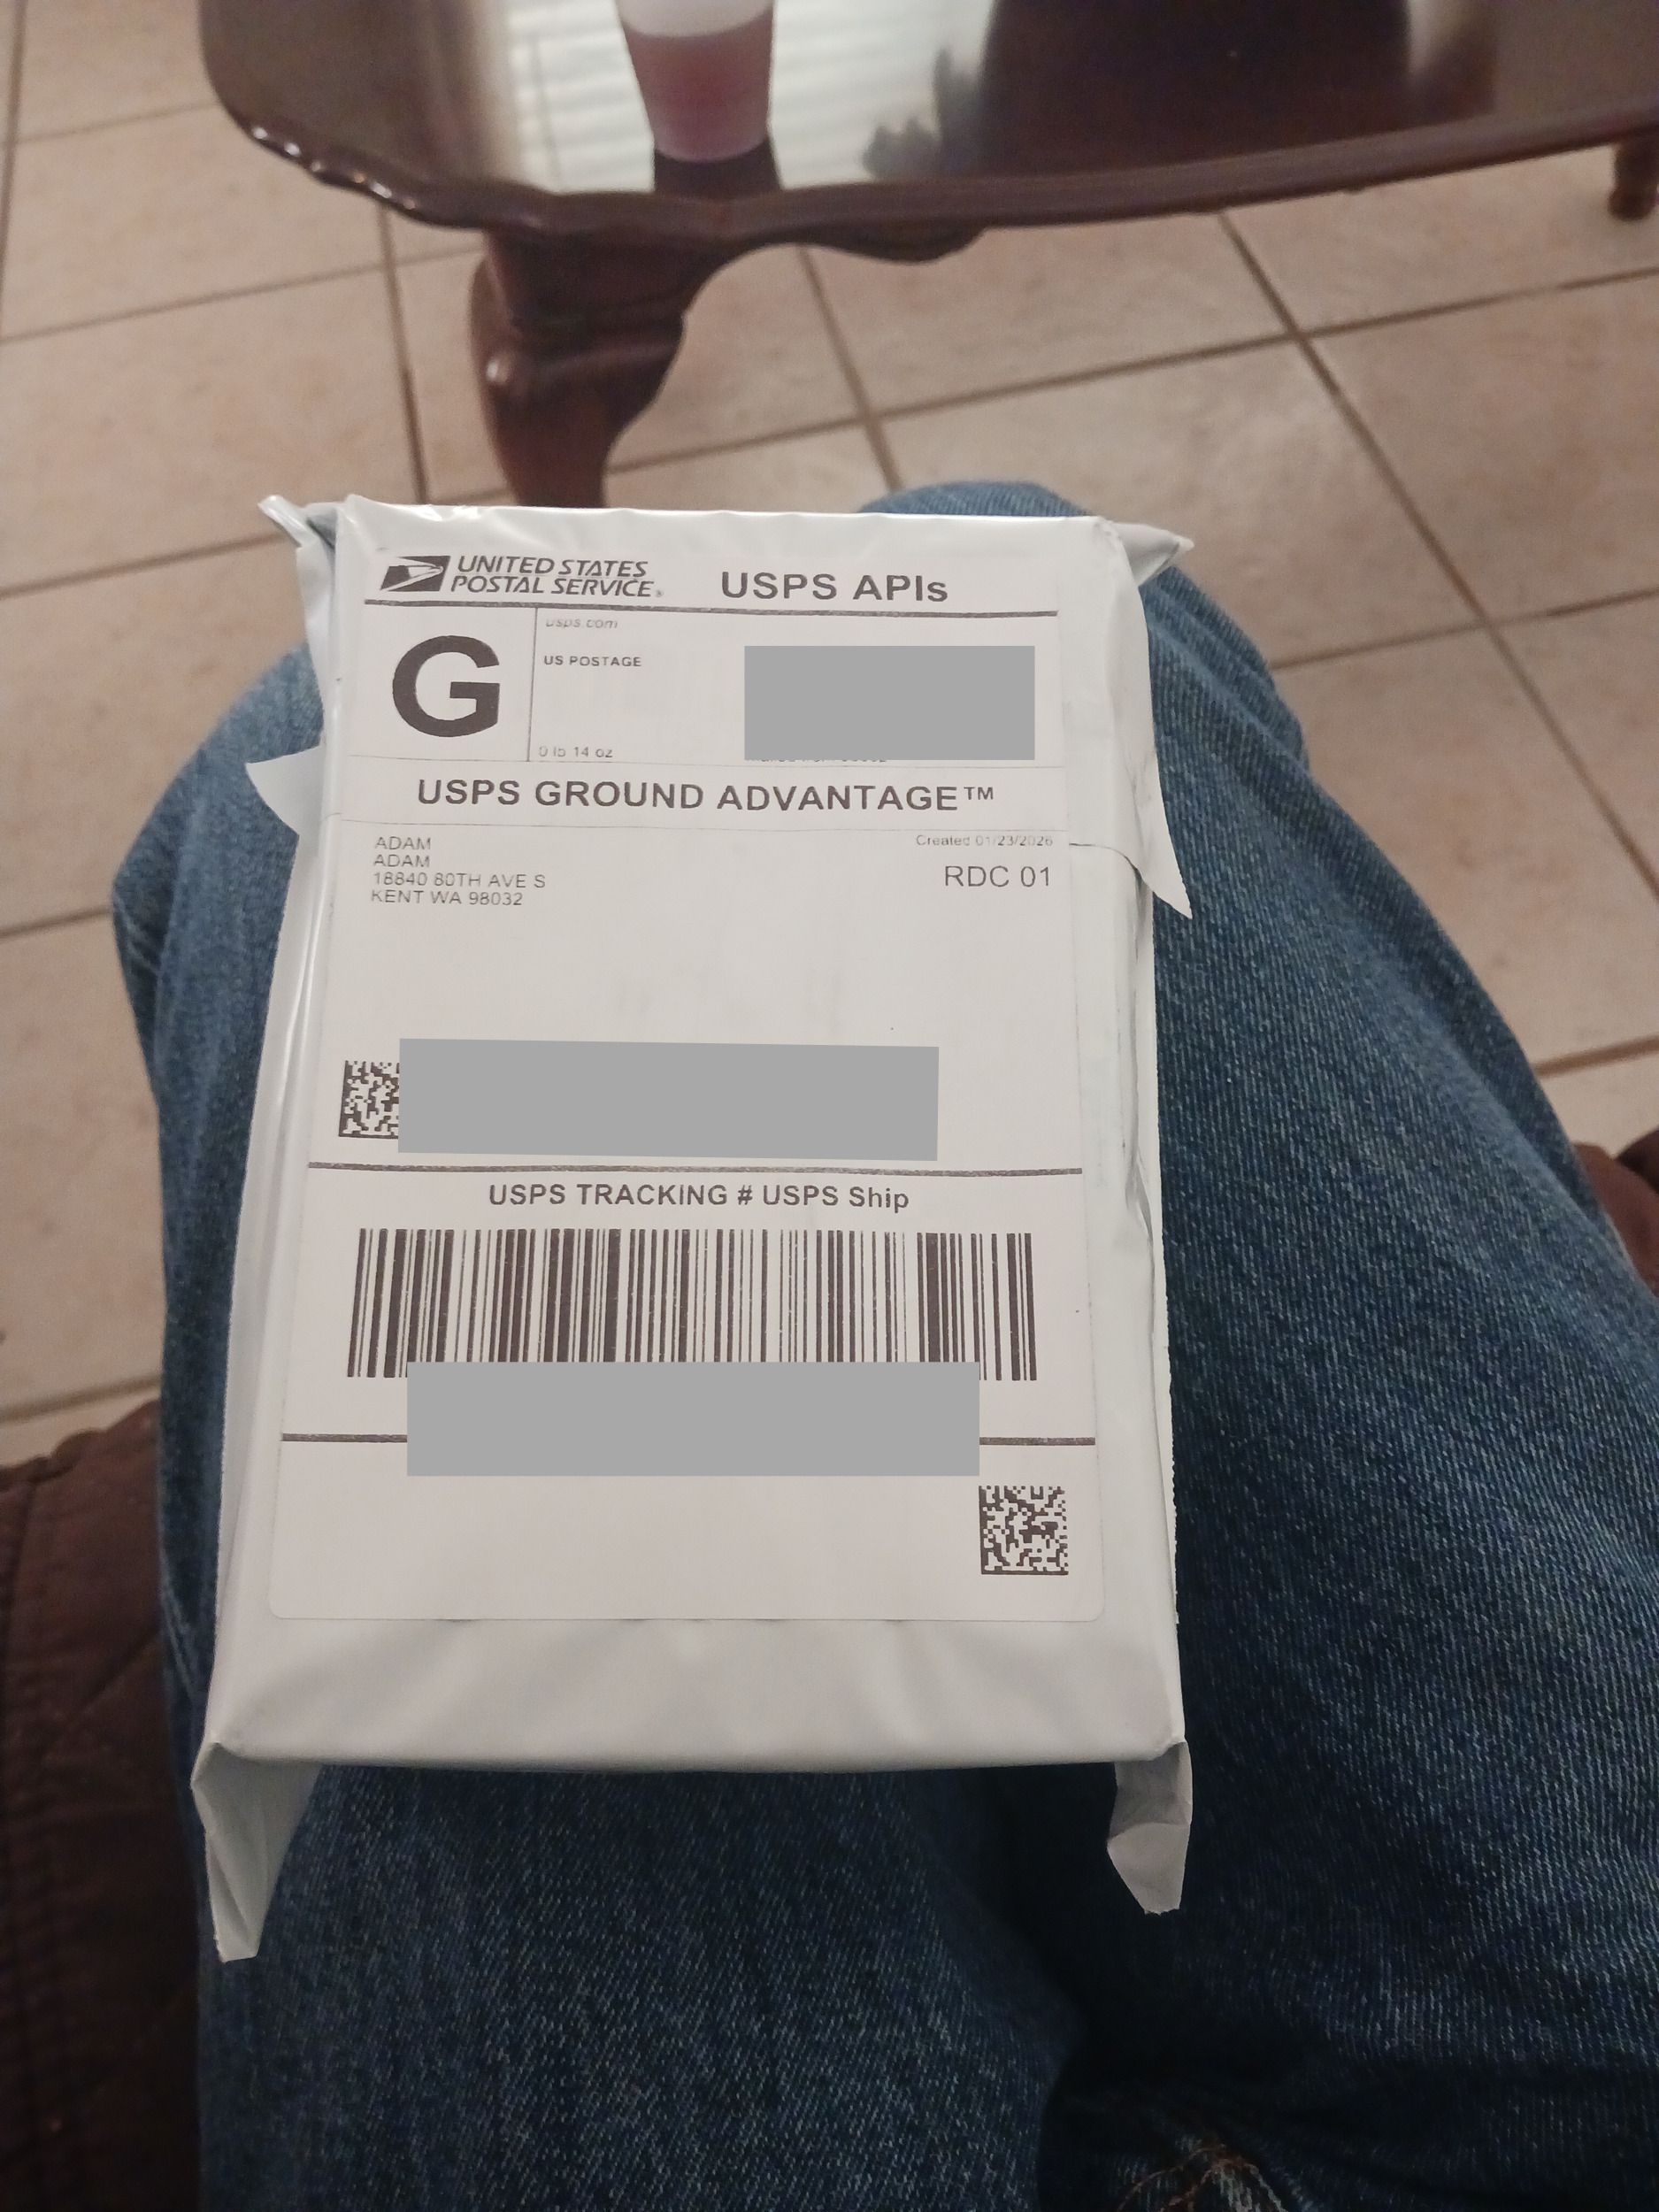 UNITED STATES
POSTAL SERVICE®
USPS APIs
G
usps.com
US POSTAGE
0 lb 14 oz
USPS GROUND ADVANTAGE™
ADAM
ADAM
18840 80TH AVE S
KENT WA 98032
Created 01/23/2026
RDC 01
USPS TRACKING # USPS Ship